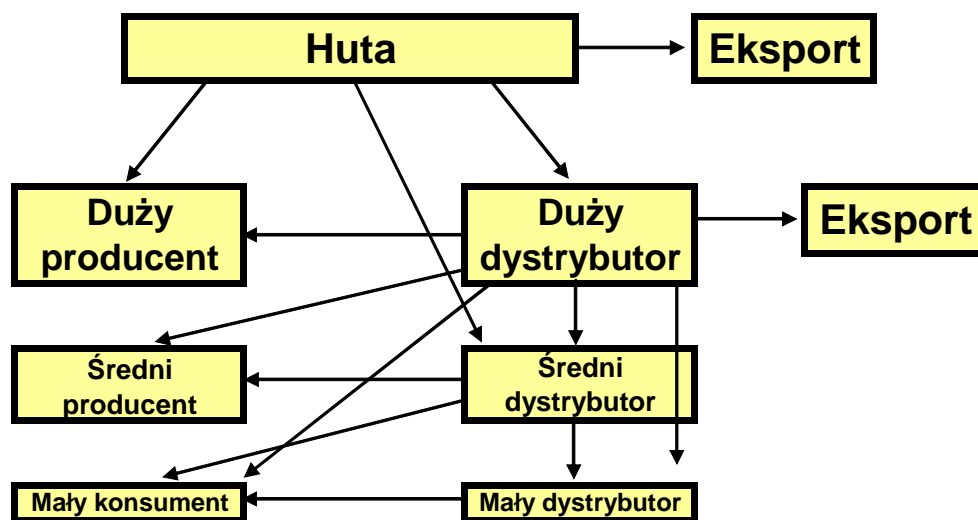 Huta
Eksport
Duży
producent
Duży
dystrybutor
Eksport
Średni
producent
Średni
dystrybutor
Mały konsument
Mały dystrybutor